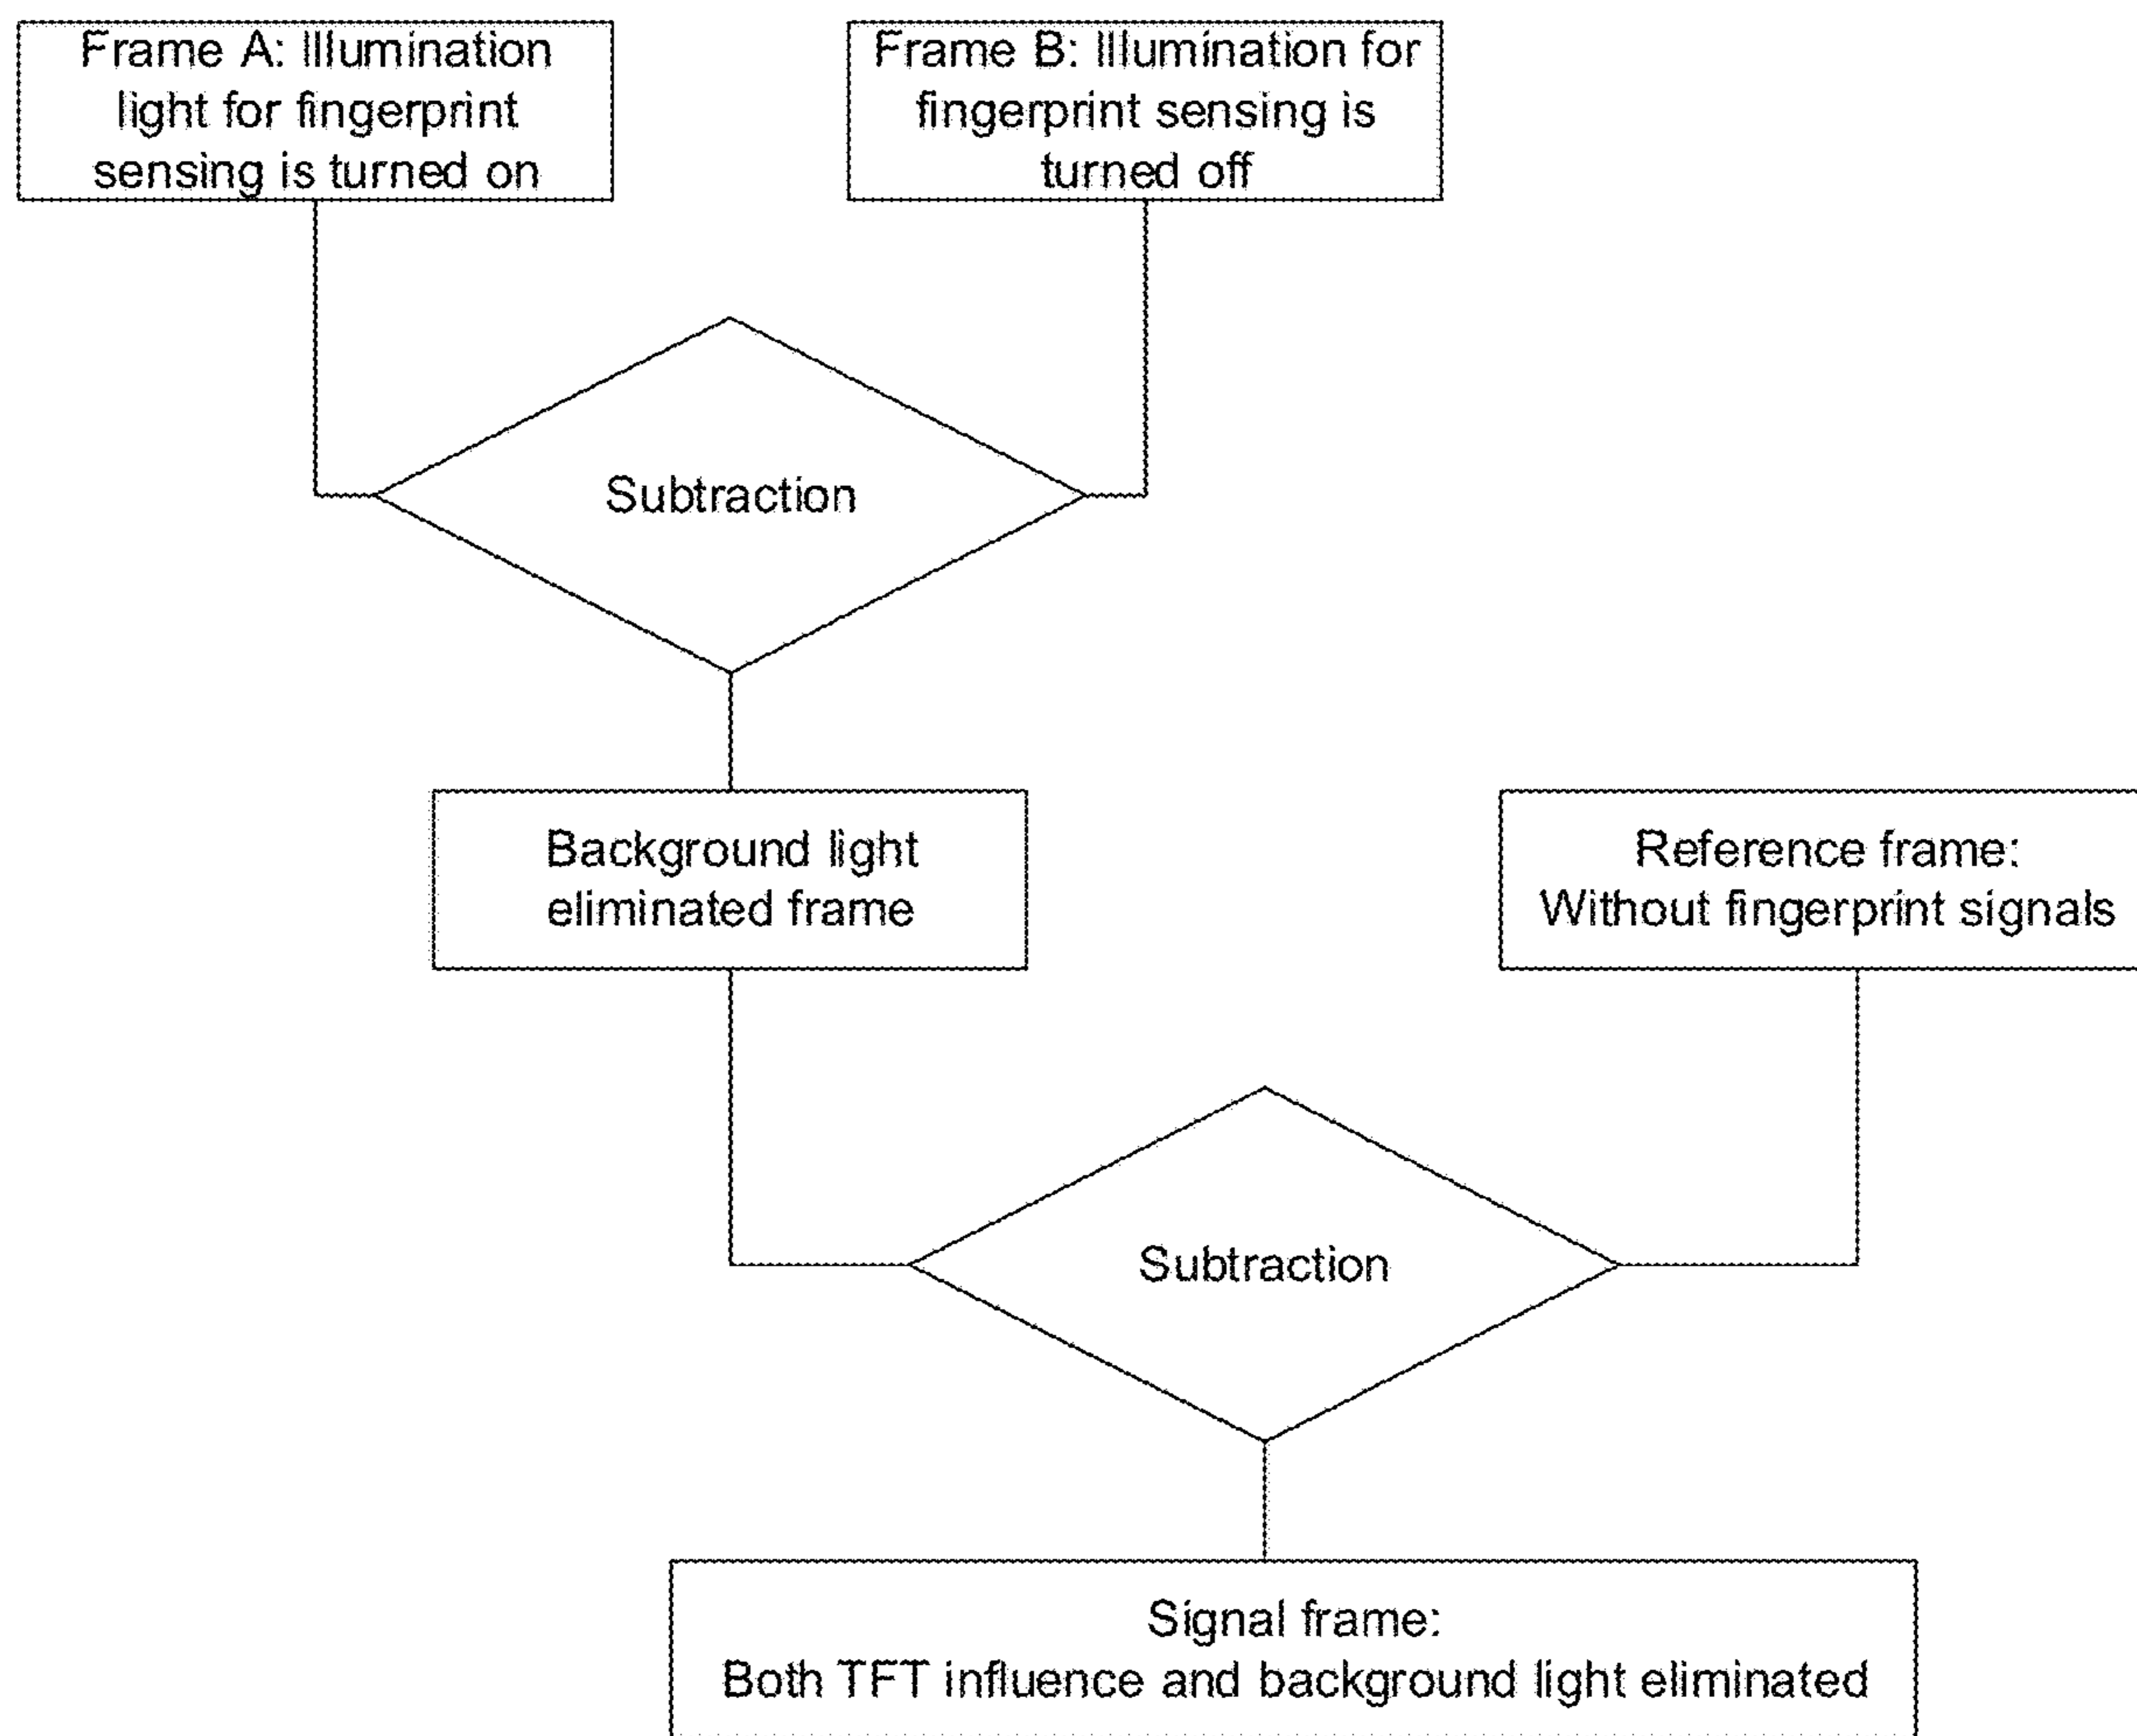 Frame A: Illumination
light for fingerprint
sensing is turned on
Frame B: Illumination for
fingerprint sensing is
turned off
Subtraction
Background light
eliminated frame
Reference frame:
Without fingerprint signals
Subtraction
Signal frame:
Both TFT influence and background light eliminated